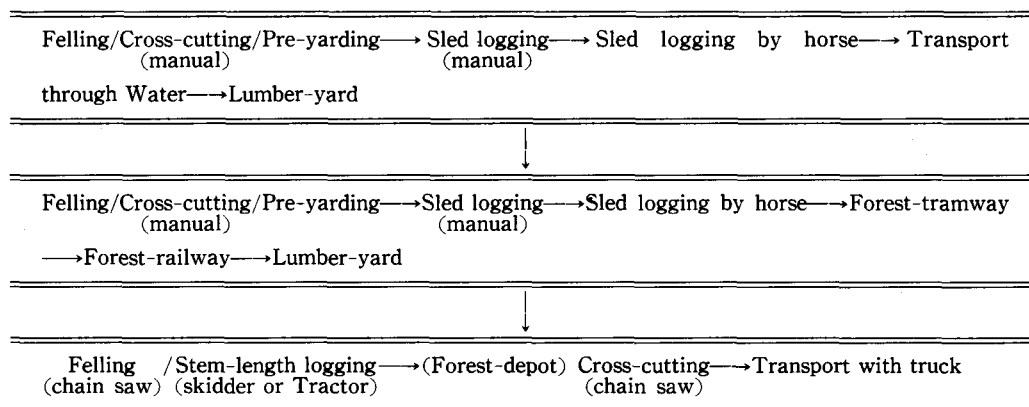 Felling/Cross-cutting/Pre-yarding⟶Sled logging⟶Sled logging by horse⟶Transport
(manual) (manual)
through Water⟶Lumber-yard
↓
Felling/Cross-cutting/Pre-yarding⟶Sled logging⟶Sled logging by horse⟶Forest-tramway
(manual) (manual)
⟶Forest-railway⟶Lumber-yard
↓
Felling /Stem-length logging⟶(Forest-depot) Cross-cutting⟶Transport with truck
(chain saw) (skidder or Tractor) (chain saw)